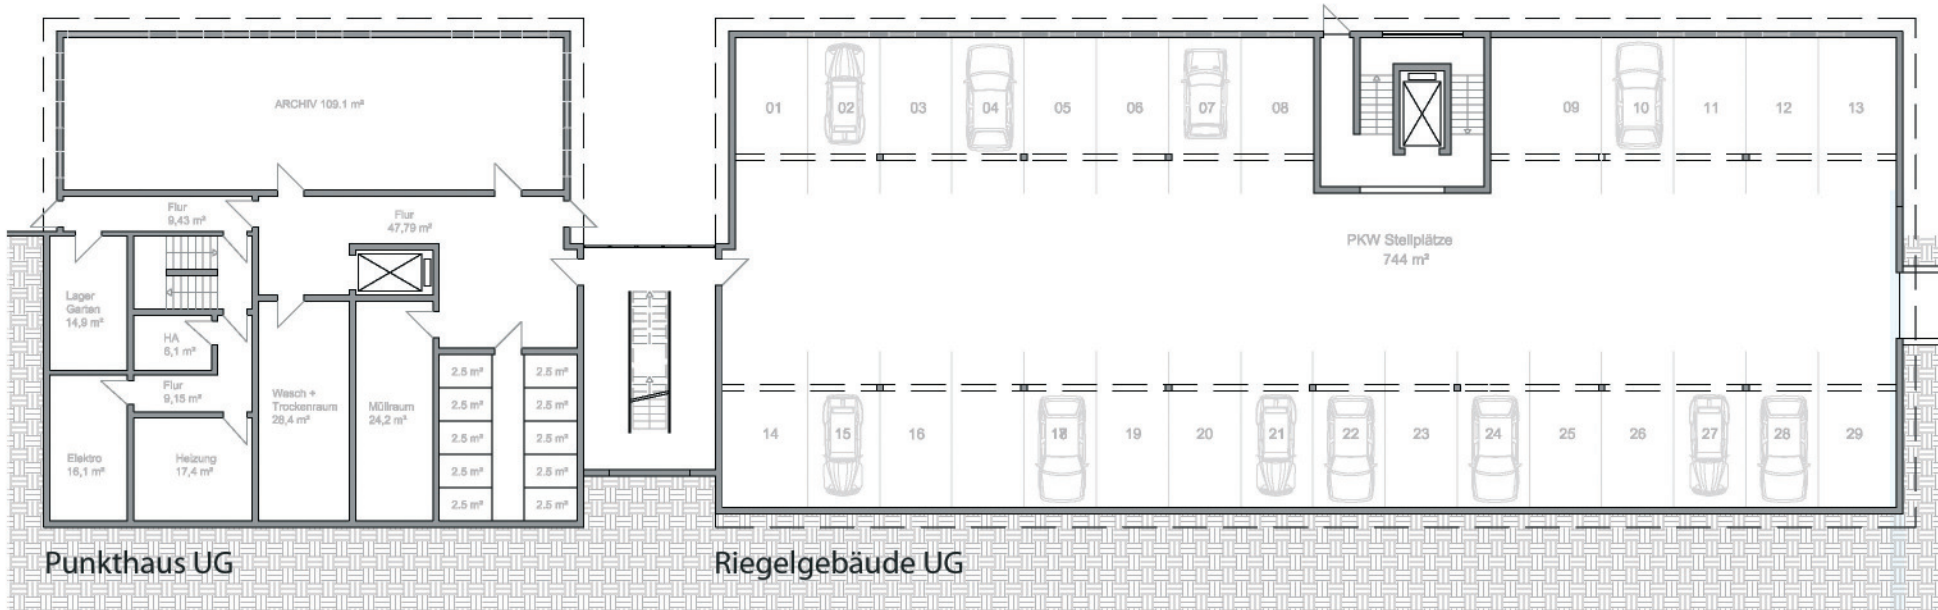 ARCHIV 109.1 m²
Flur
9,43 m²
Flur
47,79 m²
Lager
Garten
14,9 m²
HA
6,1 m²
Flur
9,15 m²
Elektro
16,1 m²
Heizung
17,4 m²
Wasch +
Trockenraum
28,4 m²
Müllraum
24,2 m²
2.5 m² 2.5 m²
2.5 m² 2.5 m²
2.5 m² 2.5 m²
2.5 m² 2.5 m²
2.5 m² 2.5 m²
Punkthaus UG
01 02 03 04 05 06 07 08 09 10 11 12 13
PKW Stellplätze
744 m²
14 15 16 18 19 20 21 22 23 24 25 26 27 28 29
Riegelgebäude UG